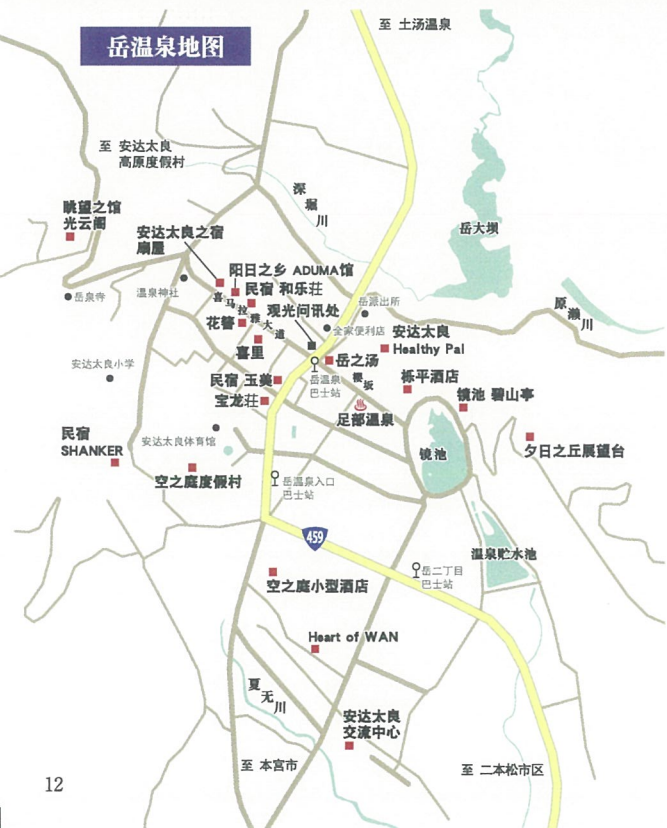 岳温泉地图
至 土汤温泉
至 安达太良
高原度假村
深堀川
岳大坝
眺望之馆
光云阁
安达太良之宿
扇屋
阳日之乡 ADUMA馆
民宿 和乐荘
岳泉寺
温泉神社
喜马拉雅大道
观光问讯处
岳派出所
原濑川
花簪
全家便利店
安达太良
Healthy Pal
喜里
岳之汤
安达太良小学
岳温泉
巴士站
樱坂
民宿 玉美
栎平酒店
宝龙荘
镜池 碧山亭
足部温泉
民宿
SHANKER
安达太良体育馆
镜池
夕日之丘展望台
空之庭度假村
岳温泉入口
巴士站
459
温泉贮水池
空之庭小型酒店
岳二丁目
巴士站
Heart of WAN
夏无川
安达太良
交流中心
至 本宫市
至 二本松市区
12